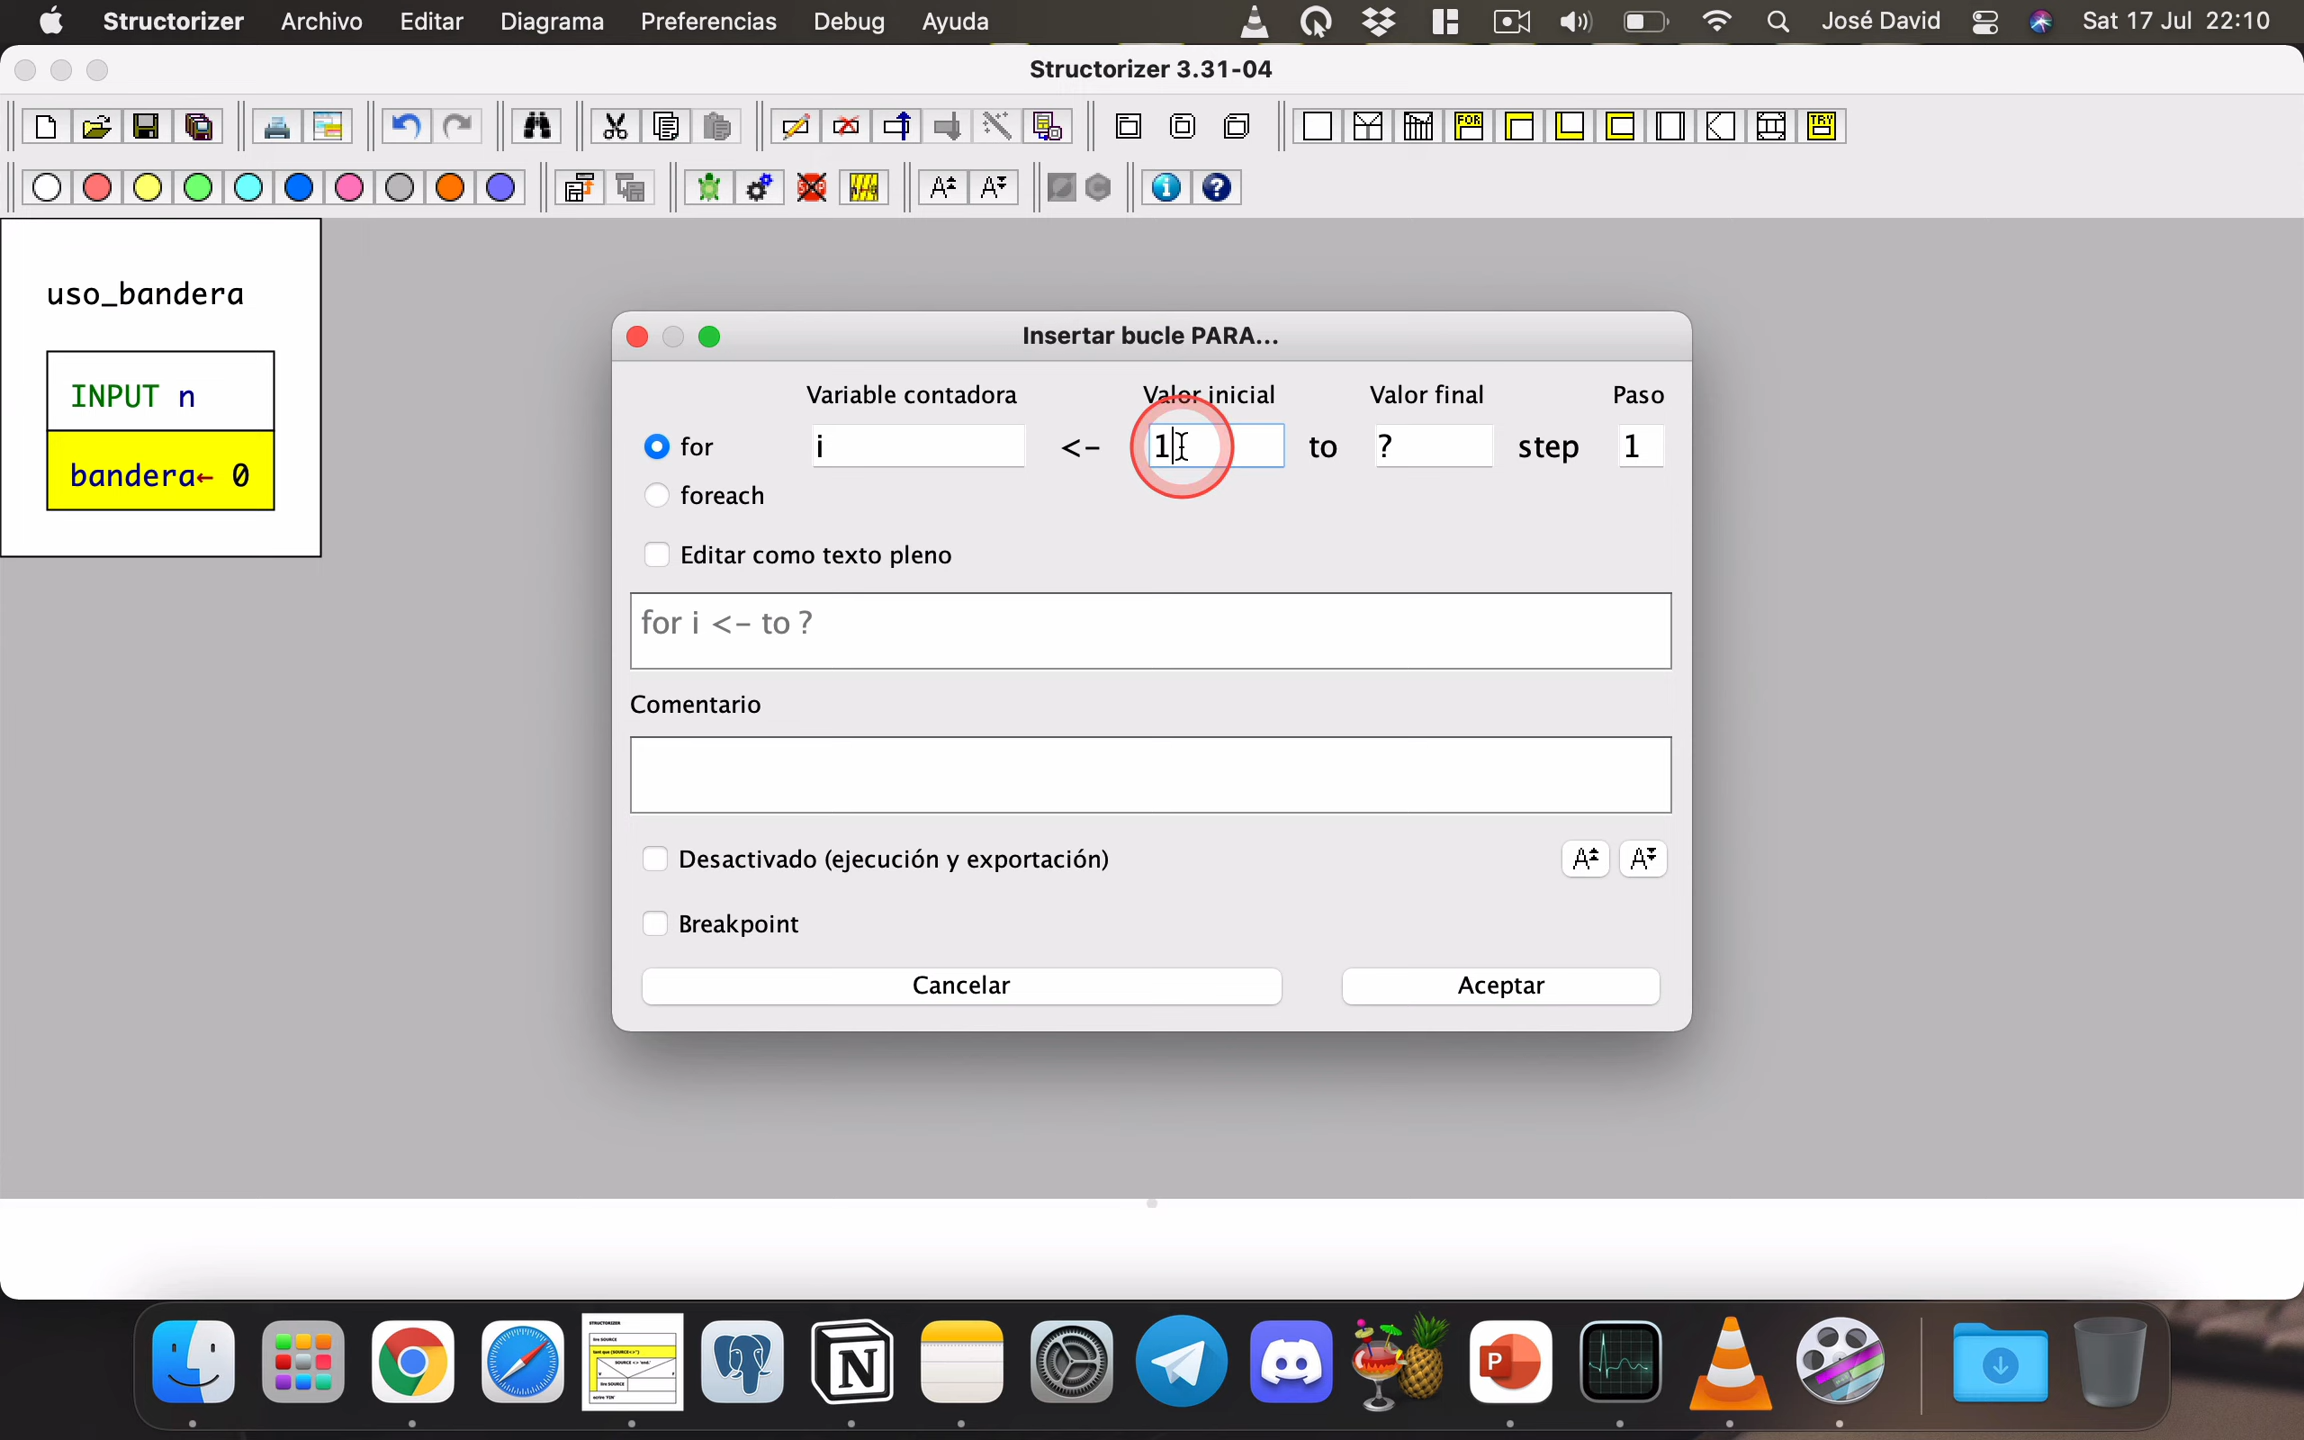 Structorizer Archivo Editar Diagrama Preferencias Debug Ayuda José David Sat 17 Jul 22:10
Structorizer 3.31-04
FOR TRY
uso_bandera
INPUT n
bandera← 0
Insertar bucle PARA...
Variable contadora Valor inicial Valor final Paso
for i <- 1 to ? step 1
foreach
Editar como texto pleno
for i <- to ?
Comentario
Desactivado (ejecución y exportación)
Breakpoint
Cancelar Aceptar